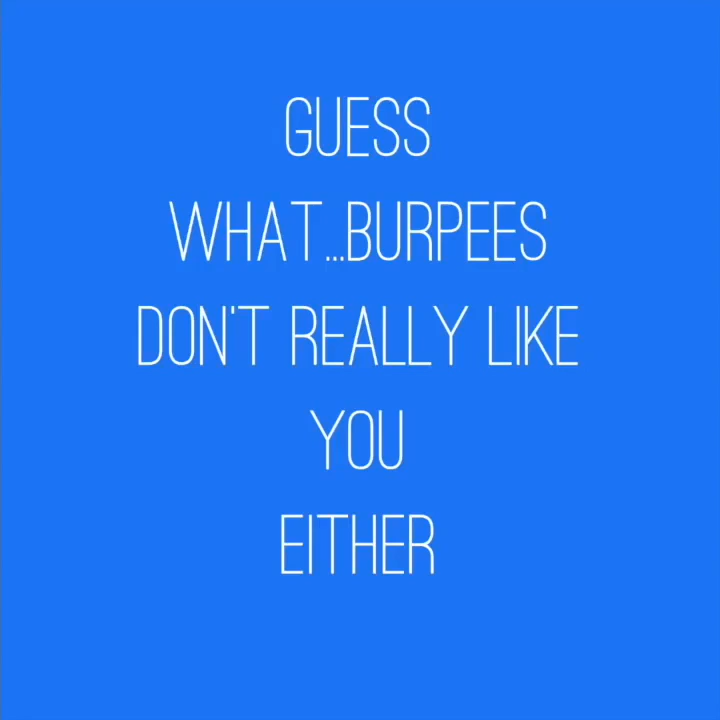 GUESS
WHAT...BURPEES
DON'T REALLY LIKE
YOU
EITHER